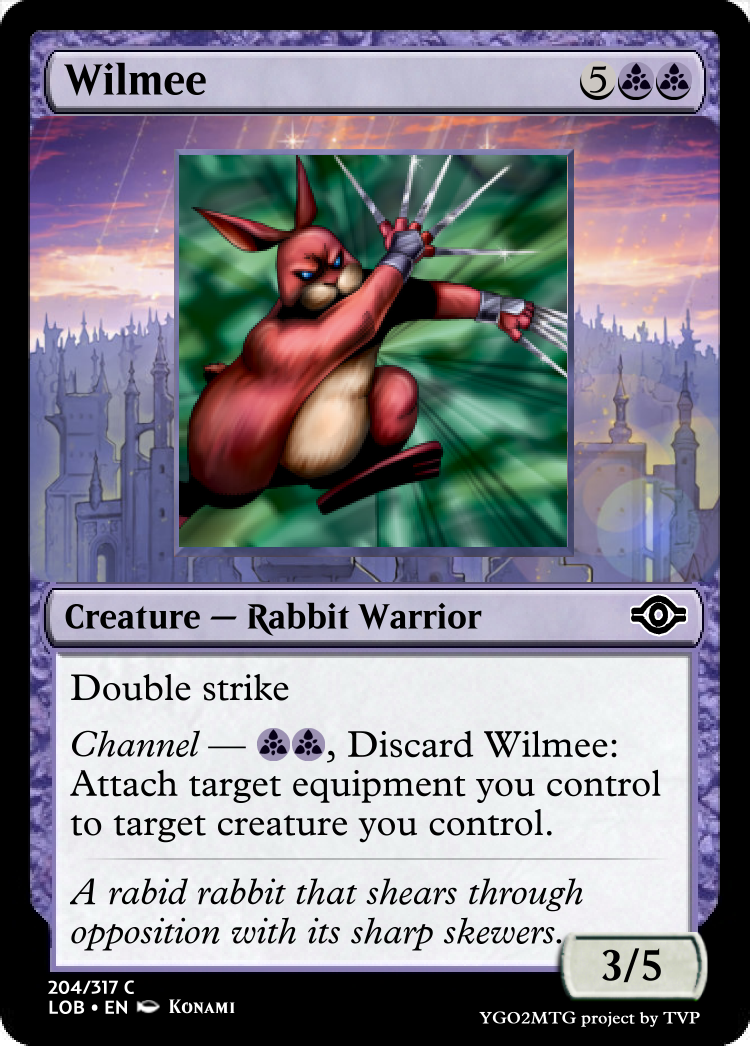 Wilmee 5
Creature — Rabbit Warrior
Double strike
Channel — , Discard Wilmee:
Attach target equipment you control
to target creature you control.
A rabid rabbit that shears through
opposition with its sharp skewers.
3/5
204/317 C
LOB • EN Konami
YGO2MTG project by TVP